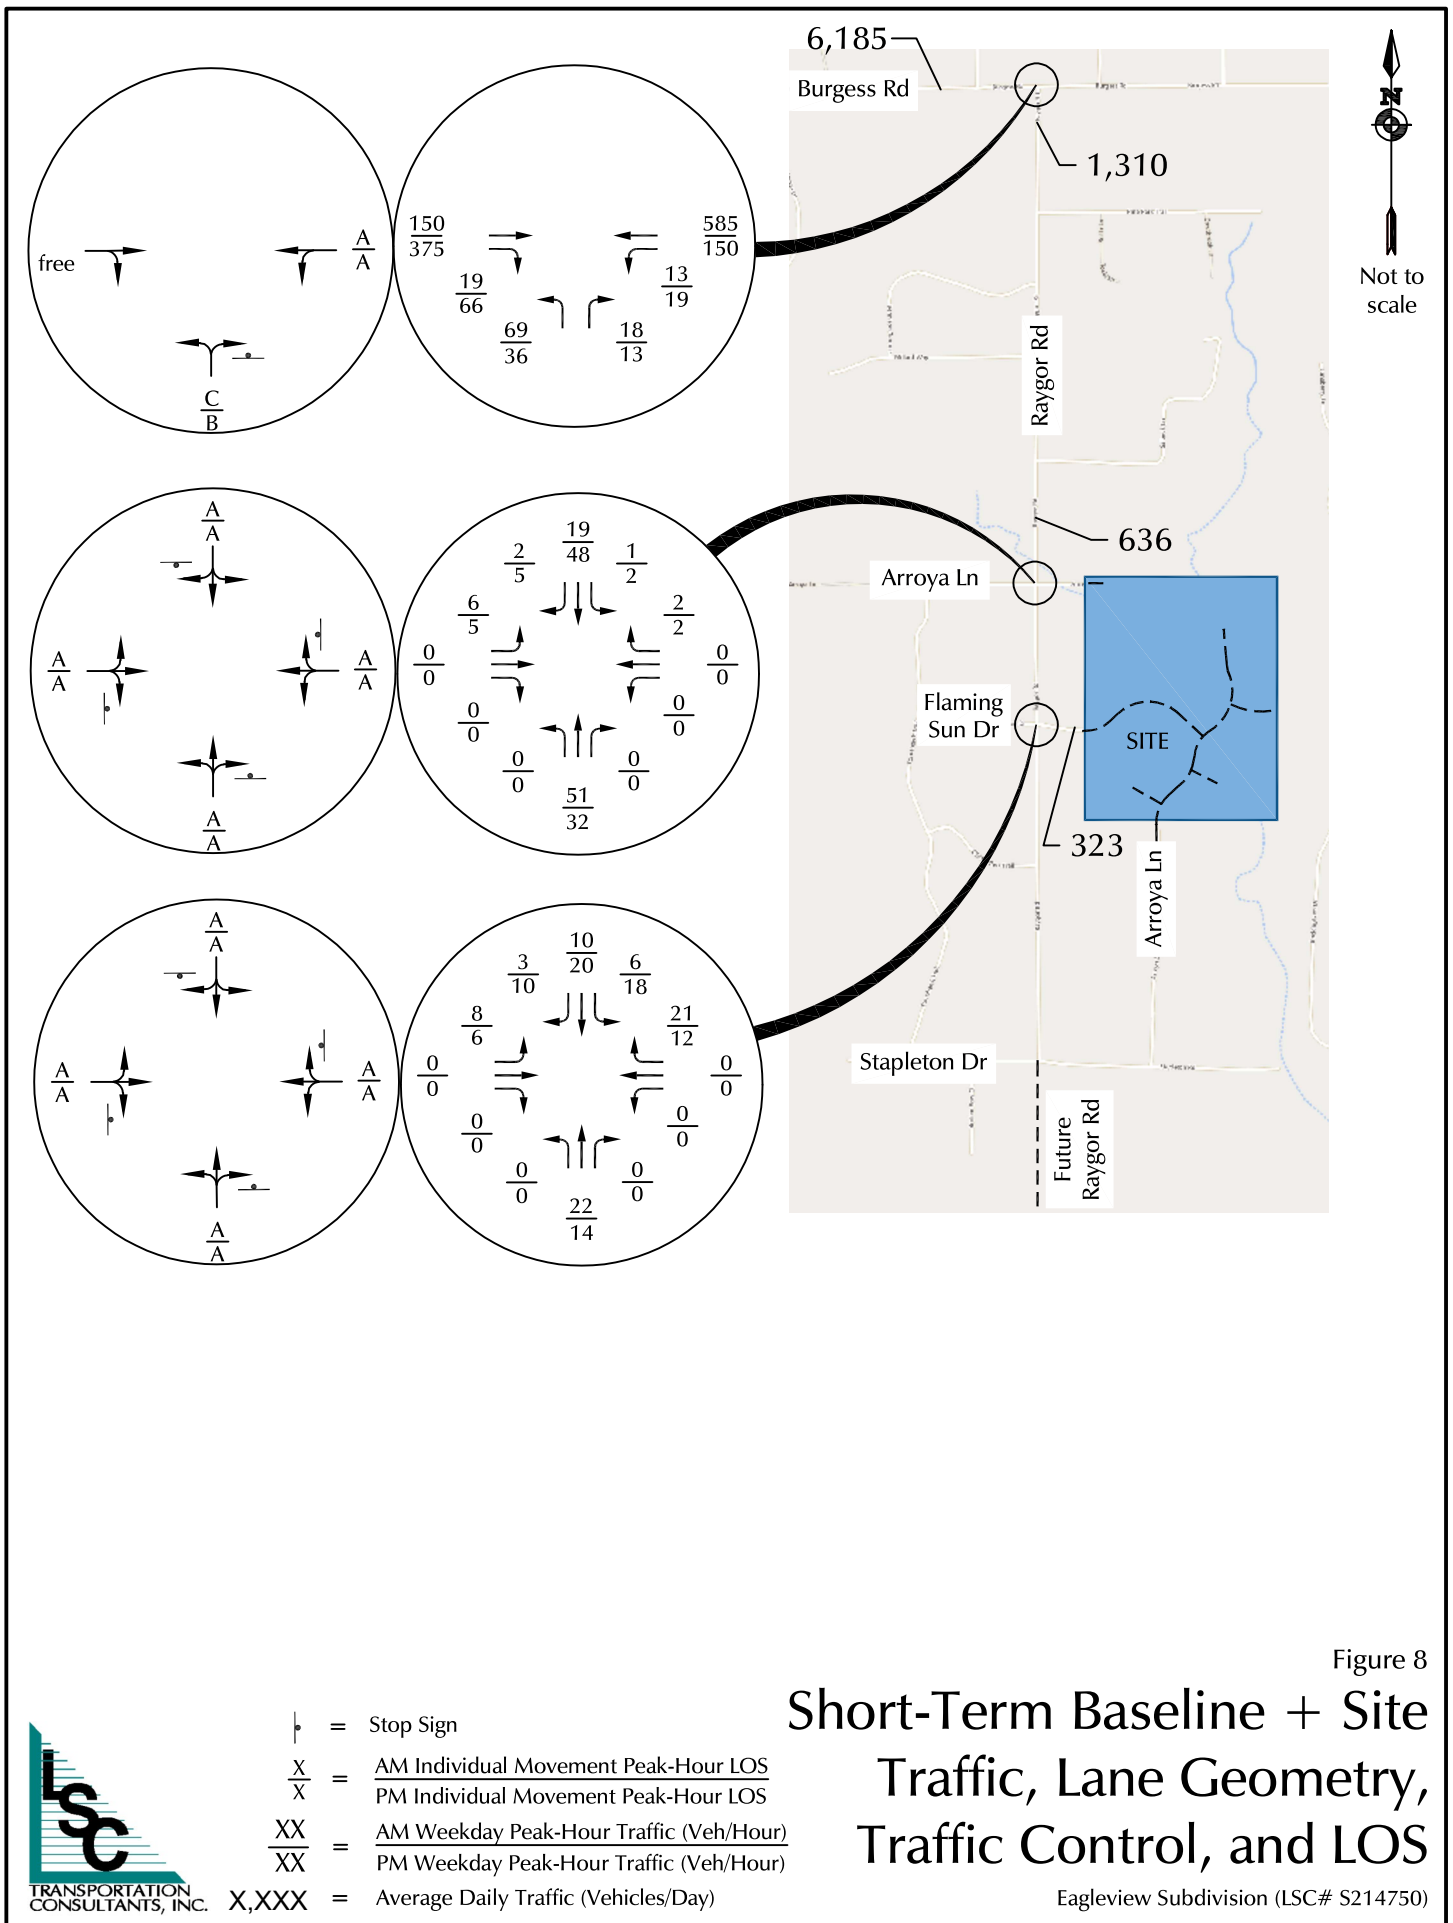 6,185
Burgess Rd
1,310
N
Not to
scale
Raygor Rd
636
Arroya Ln
Flaming
Sun Dr
SITE
323
Arroya Ln
Stapleton Dr
Future
Raygor Rd
free
A
A
C
B
150
375
585
150
19
66
13
19
69
36
18
13
A
A
A
A
A
A
A
A
19
48
2
5
1
2
6
5
2
2
0
0
0
0
0
0
0
0
0
0
0
0
51
32
A
A
A
A
A
A
A
A
10
20
3
10
6
18
8
6
21
12
0
0
0
0
0
0
0
0
0
0
0
0
22
14
Figure 8
Short-Term Baseline + Site
Traffic, Lane Geometry,
Traffic Control, and LOS
Eagleview Subdivision (LSC# S214750)
= Stop Sign
X
X = AM Individual Movement Peak-Hour LOS
PM Individual Movement Peak-Hour LOS
XX
XX = AM Weekday Peak-Hour Traffic (Veh/Hour)
PM Weekday Peak-Hour Traffic (Veh/Hour)
X,XXX = Average Daily Traffic (Vehicles/Day)
LSC
TRANSPORTATION
CONSULTANTS, INC.